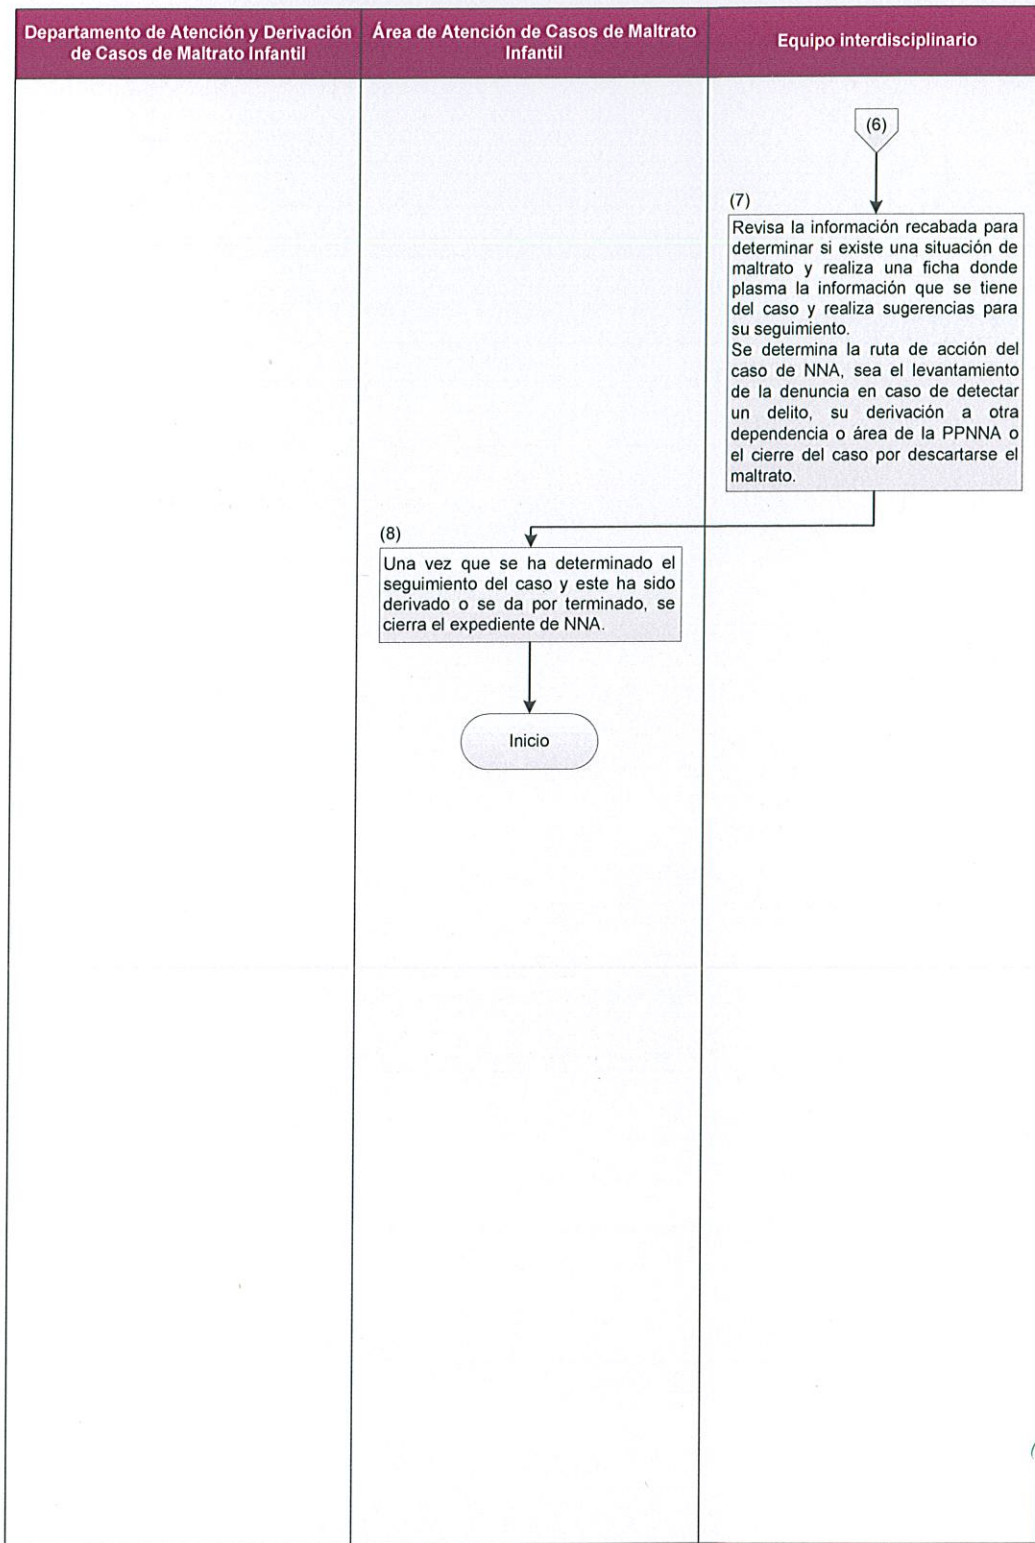 Departamento de Atención y Derivación
de Casos de Maltrato Infantil
Área de Atención de Casos de Maltrato
Infantil
Equipo interdisciplinario
(6)
(7)
Revisa la información recabada para
determinar si existe una situación de
maltrato y realiza una ficha donde
plasma la información que se tiene
del caso y realiza sugerencias para
su seguimiento.
Se determina la ruta de acción del
caso de NNA, sea el levantamiento
de la denuncia en caso de detectar
un delito, su derivación a otra
dependencia o área de la PPNNA o
el cierre del caso por descartarse el
maltrato.
(8)
Una vez que se ha determinado el
seguimiento del caso y este ha sido
derivado o se da por terminado, se
cierra el expediente de NNA.
Inicio